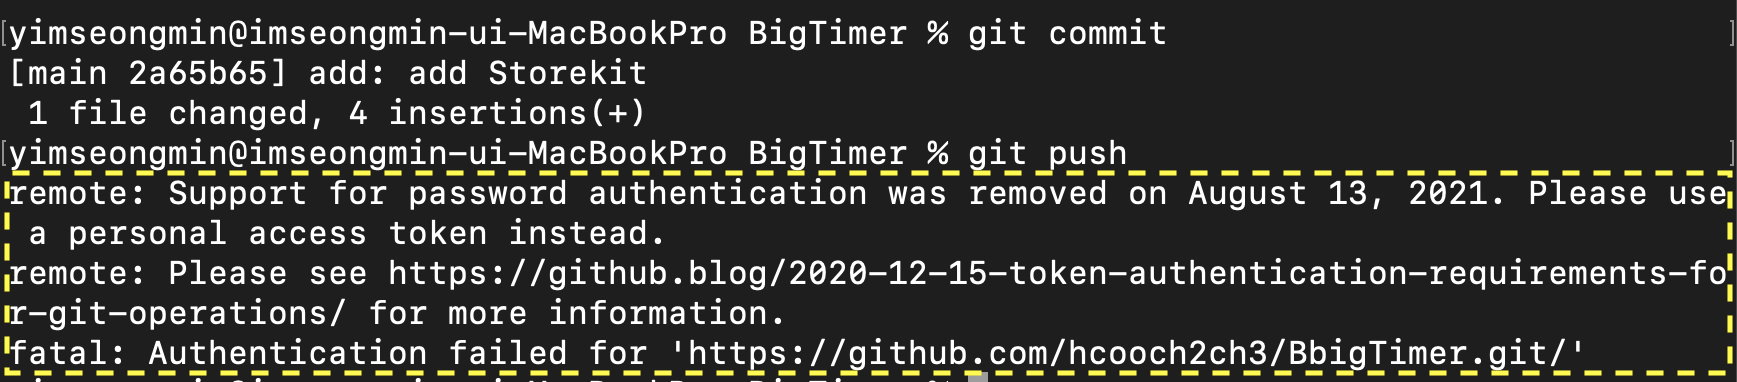 yimseongmin@imseongmin-ui-MacBookPro BigTimer % git commit
[main 2a65b65] add: add Storekit
 1 file changed, 4 insertions(+)
yimseongmin@imseongmin-ui-MacBookPro BigTimer % git push
remote: Support for password authentication was removed on August 13, 2021. Please use
 a personal access token instead.
remote: Please see https://github.blog/2020-12-15-token-authentication-requirements-fo
r-git-operations/ for more information.
fatal: Authentication failed for 'https://github.com/hcooch2ch3/BbigTimer.git/'